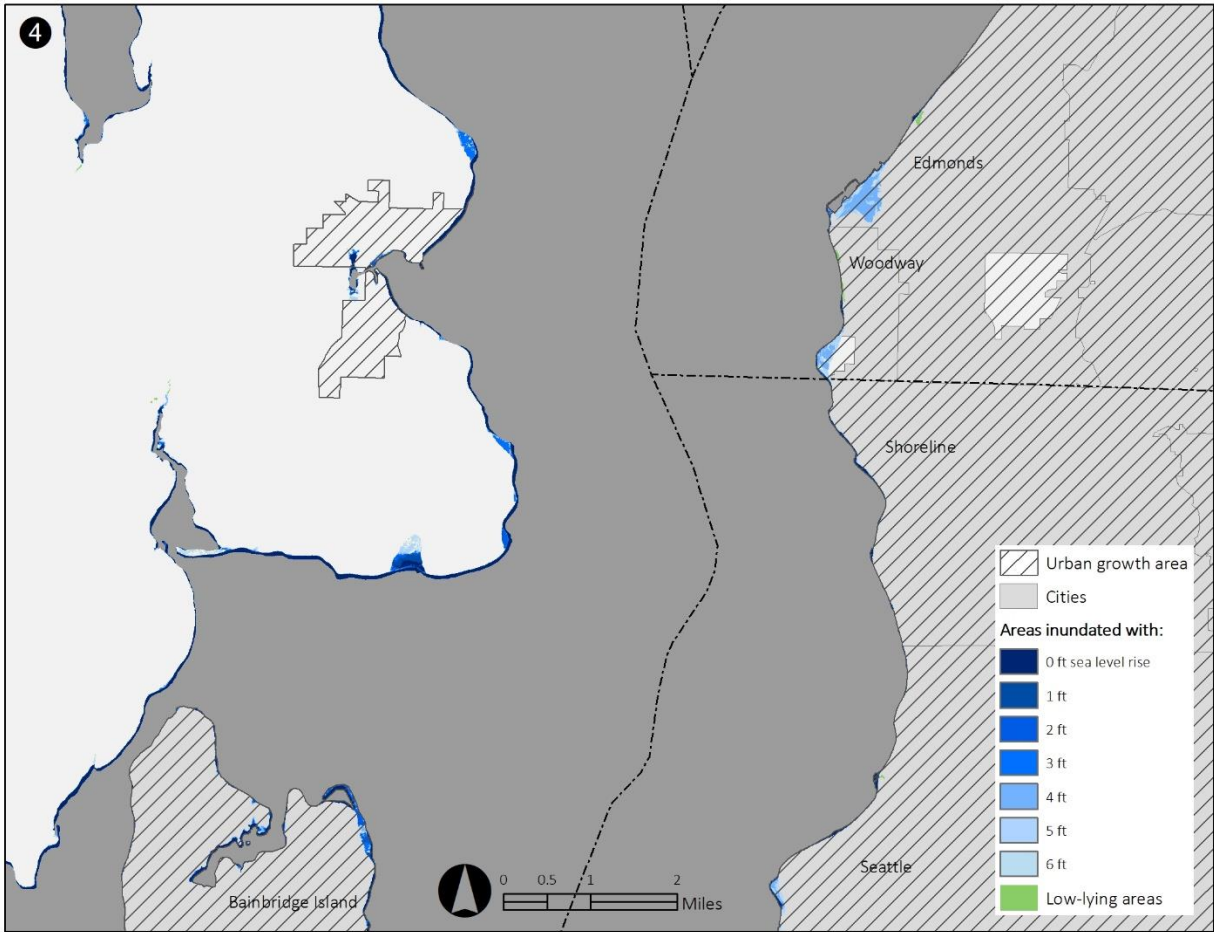 4
Edmonds
Woodway
Shoreline
Urban growth area
Cities
Areas inundated with:
0 ft sea level rise
1 ft
2 ft
3 ft
4 ft
5 ft
6 ft
Low-lying areas
Seattle
Bainbridge Island
0 0.5 1 2
Miles